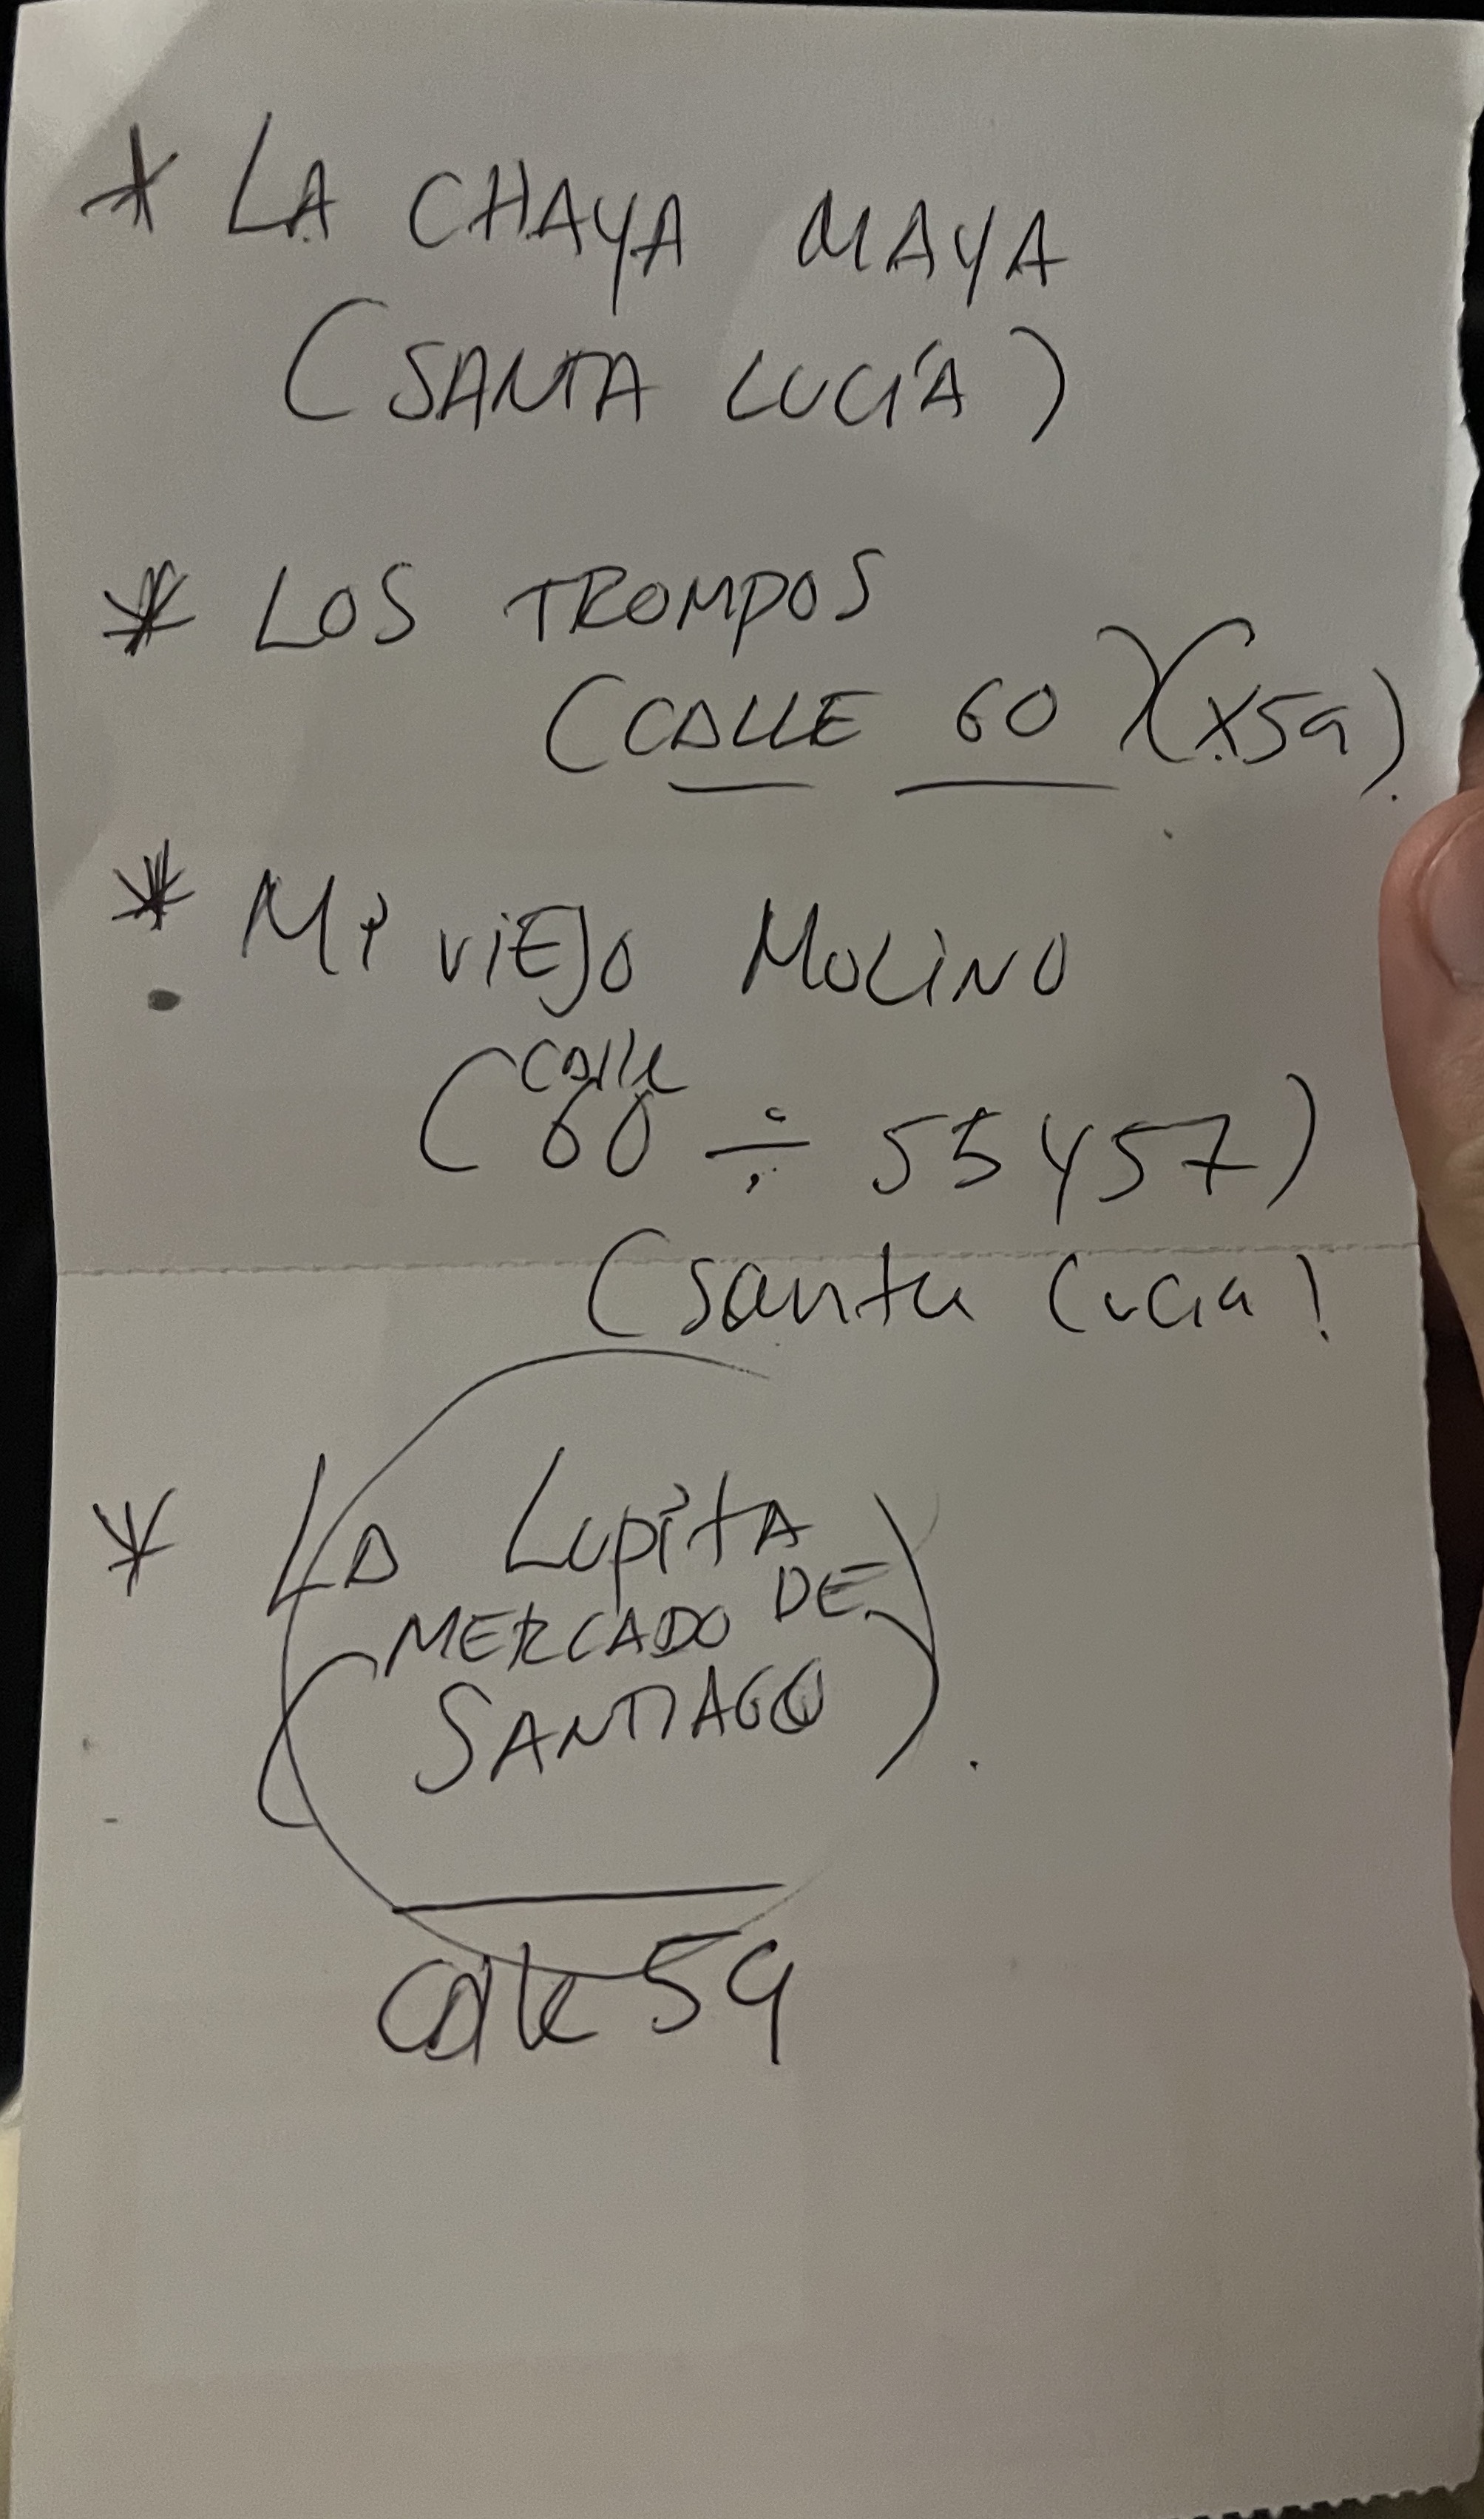 * LA CHAYA MAYA
(SANTA LUCÍA)
* LOS TROMPOS
(CALLE 60)(x59)
* Mi viEJO MOLiNO
(Calle 60 ÷ 55 y 57)
(Santa Lucia)
* LA LupitA
(MERCADO DE
SANTIAGO).
Calle 59